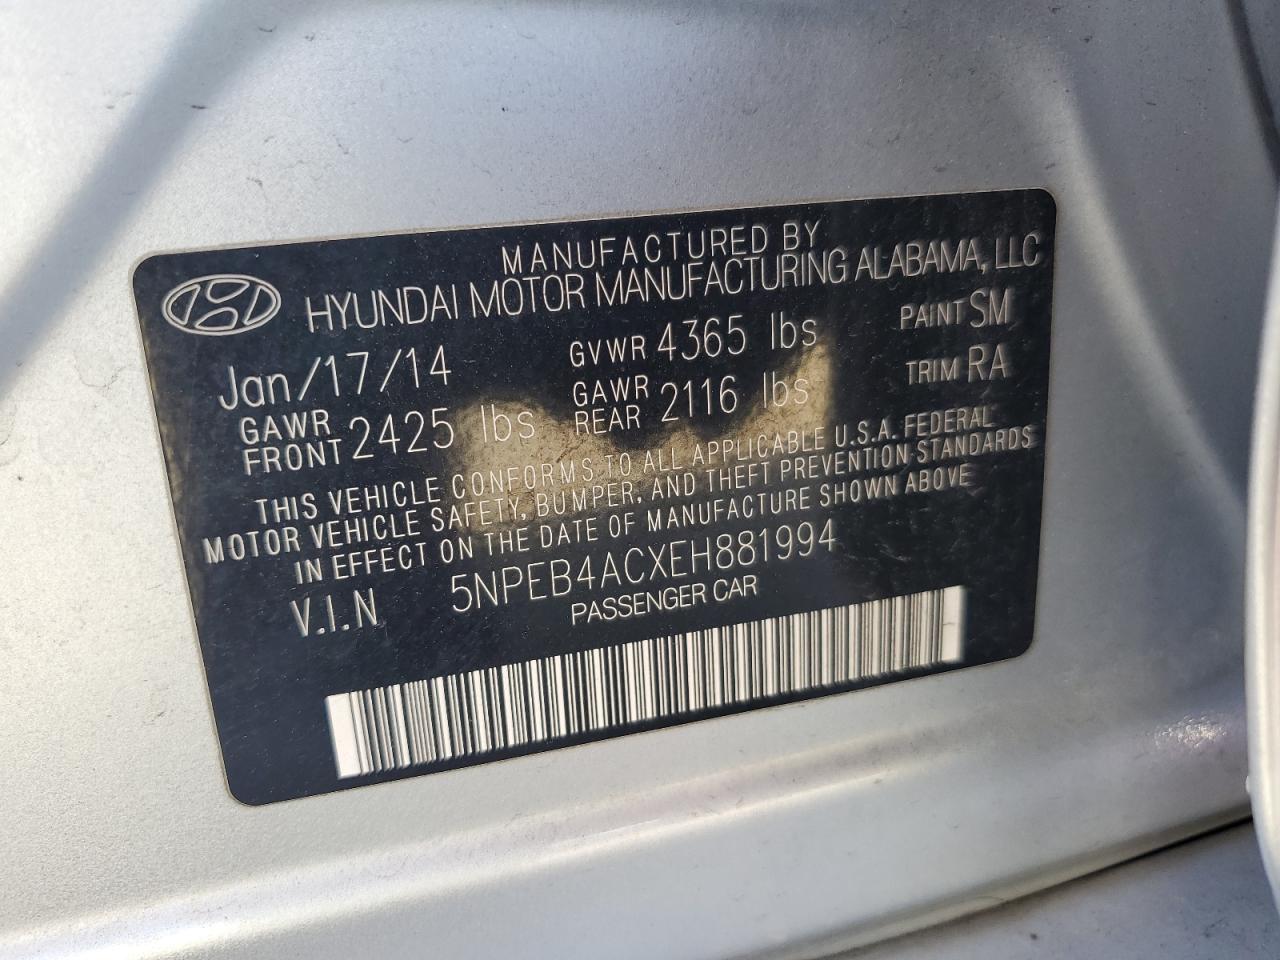 MANUFACTURED BY
HYUNDAI MOTOR MANUFACTURING ALABAMA, LLC
Jan/17/14 GVWR 4365 lbs PAINT SM
GAWR FRONT 2425 lbs GAWR REAR 2116 lbs TRIM RA
THIS VEHICLE CONFORMS TO ALL APPLICABLE U.S.A. FEDERAL
MOTOR VEHICLE SAFETY, BUMPER, AND THEFT PREVENTION STANDARDS
IN EFFECT ON THE DATE OF MANUFACTURE SHOWN ABOVE
V.I.N 5NPEB4ACXEH881994
PASSENGER CAR